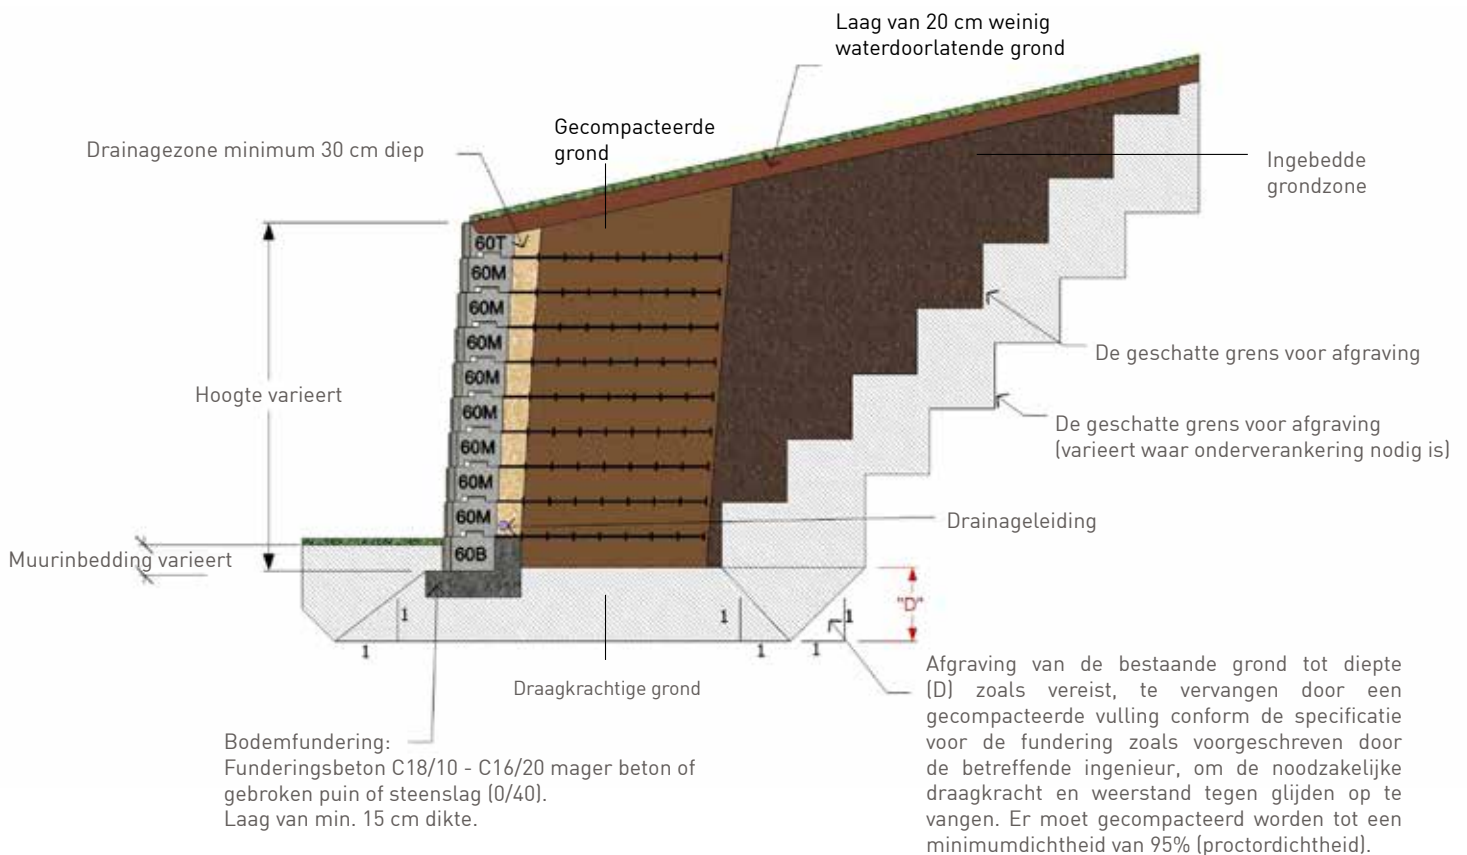 Laag van 20 cm weinig
waterdoorlatende grond
Gecompacteerde
grond
Drainagezone minimum 30 cm diep
Ingebedde
grondzone
60T
60M
60M
60M
60M
60M
60M
60M
60M
60B
Hoogte varieert
De geschatte grens voor afgraving
De geschatte grens voor afgraving
(varieert waar onderverankering nodig is)
Drainageleiding
Muurinbedding varieert
"D"
1
1
1
1
1
1
Draagkrachtige grond
Bodemfundering:
Funderingsbeton C18/10 - C16/20 mager beton of
gebroken puin of steenslag (0/40).
Laag van min. 15 cm dikte.
Afgraving van de bestaande grond tot diepte
(D) zoals vereist, te vervangen door een
gecompacteerde vulling conform de specificatie
voor de fundering zoals voorgeschreven door
de betreffende ingenieur, om de noodzakelijke
draagkracht en weerstand tegen glijden op te
vangen. Er moet gecompacteerd worden tot een
minimumdichtheid van 95% (proctordichtheid).